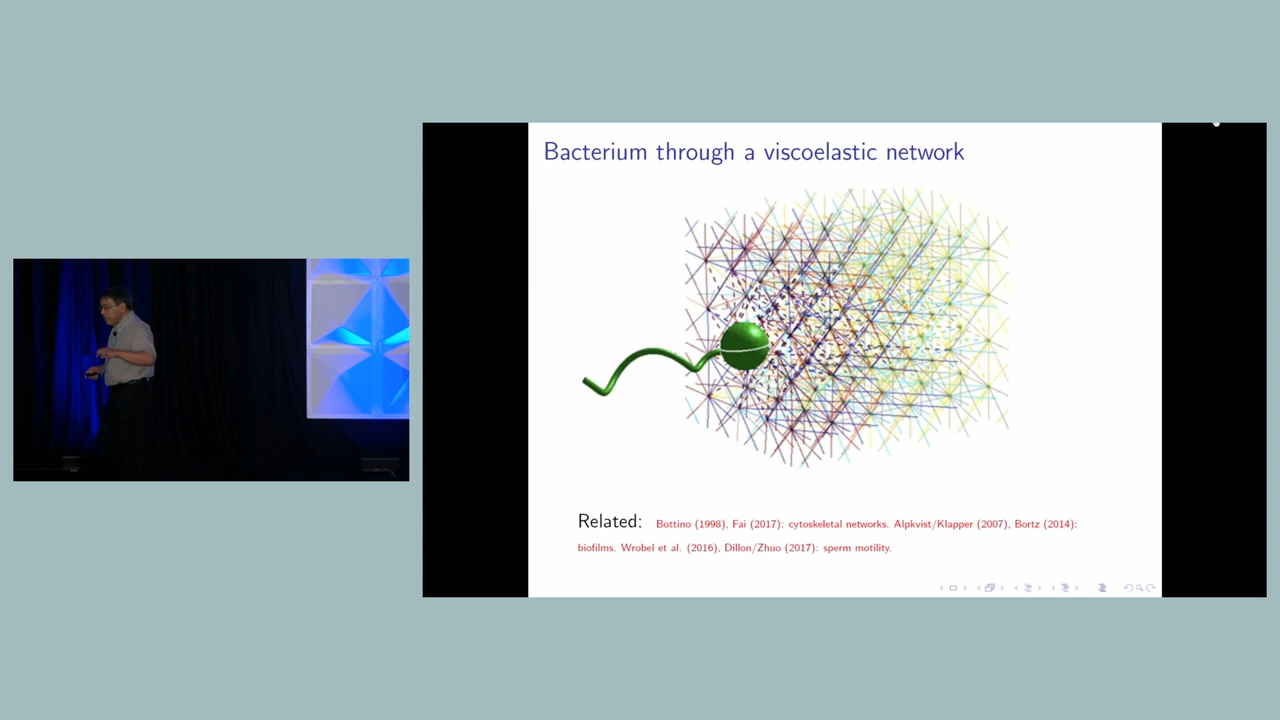 Bacterium through a viscoelastic network
Related: Bottino (1998), Fai (2017): cytoskeletal networks. Alpkvist/Klapper (2007), Bortz (2014):
biofilms. Wrobel et al. (2016), Dillon/Zhuo (2017): sperm motility.